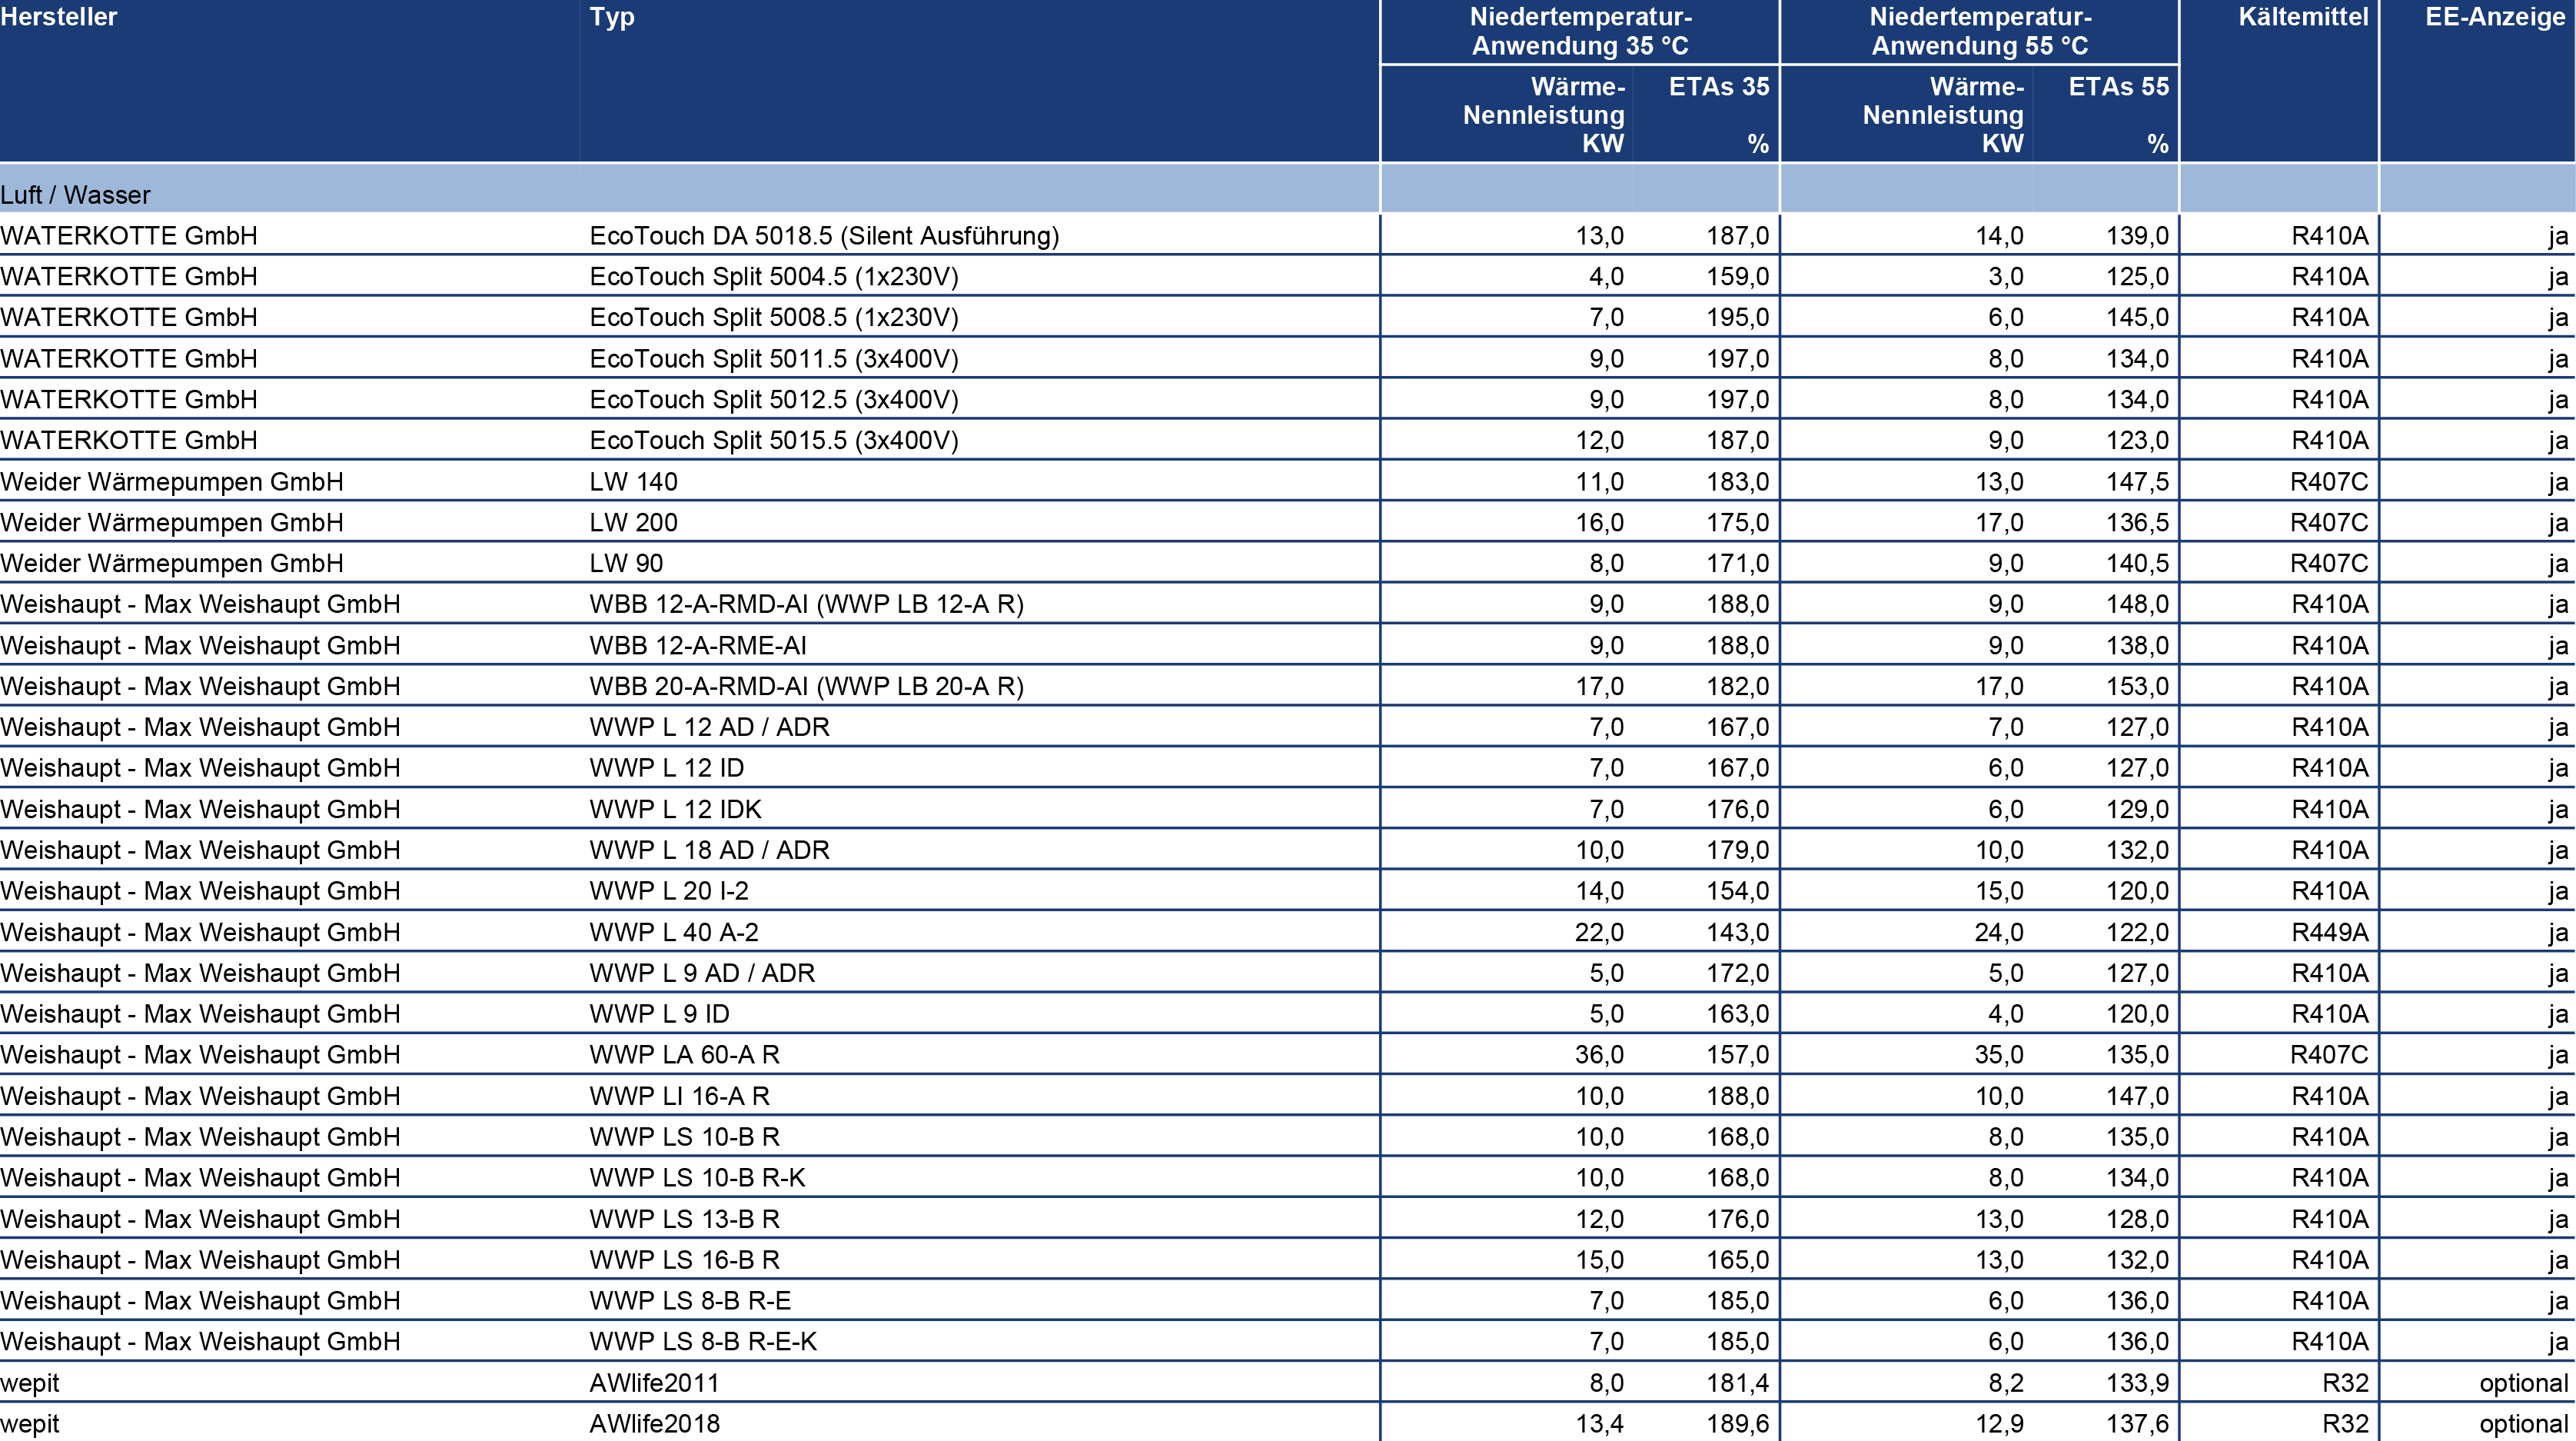 Hersteller Typ Niedertemperatur- Niedertemperatur- Kältemittel EE-Anzeige
Anwendung 35 °C Anwendung 55 °C
Wärme- ETAs 35 Wärme- ETAs 55
Nennleistung Nennleistung
KW % KW %
Luft / Wasser
WATERKOTTE GmbH EcoTouch DA 5018.5 (Silent Ausführung) 13,0 187,0 14,0 139,0 R410A ja
WATERKOTTE GmbH EcoTouch Split 5004.5 (1x230V) 4,0 159,0 3,0 125,0 R410A ja
WATERKOTTE GmbH EcoTouch Split 5008.5 (1x230V) 7,0 195,0 6,0 145,0 R410A ja
WATERKOTTE GmbH EcoTouch Split 5011.5 (3x400V) 9,0 197,0 8,0 134,0 R410A ja
WATERKOTTE GmbH EcoTouch Split 5012.5 (3x400V) 9,0 197,0 8,0 134,0 R410A ja
WATERKOTTE GmbH EcoTouch Split 5015.5 (3x400V) 12,0 187,0 9,0 123,0 R410A ja
Weider Wärmepumpen GmbH LW 140 11,0 183,0 13,0 147,5 R407C ja
Weider Wärmepumpen GmbH LW 200 16,0 175,0 17,0 136,5 R407C ja
Weider Wärmepumpen GmbH LW 90 8,0 171,0 9,0 140,5 R407C ja
Weishaupt - Max Weishaupt GmbH WBB 12-A-RMD-AI (WWP LB 12-A R) 9,0 188,0 9,0 148,0 R410A ja
Weishaupt - Max Weishaupt GmbH WBB 12-A-RME-AI 9,0 188,0 9,0 138,0 R410A ja
Weishaupt - Max Weishaupt GmbH WBB 20-A-RMD-AI (WWP LB 20-A R) 17,0 182,0 17,0 153,0 R410A ja
Weishaupt - Max Weishaupt GmbH WWP L 12 AD / ADR 7,0 167,0 7,0 127,0 R410A ja
Weishaupt - Max Weishaupt GmbH WWP L 12 ID 7,0 167,0 6,0 127,0 R410A ja
Weishaupt - Max Weishaupt GmbH WWP L 12 IDK 7,0 176,0 6,0 129,0 R410A ja
Weishaupt - Max Weishaupt GmbH WWP L 18 AD / ADR 10,0 179,0 10,0 132,0 R410A ja
Weishaupt - Max Weishaupt GmbH WWP L 20 I-2 14,0 154,0 15,0 120,0 R410A ja
Weishaupt - Max Weishaupt GmbH WWP L 40 A-2 22,0 143,0 24,0 122,0 R449A ja
Weishaupt - Max Weishaupt GmbH WWP L 9 AD / ADR 5,0 172,0 5,0 127,0 R410A ja
Weishaupt - Max Weishaupt GmbH WWP L 9 ID 5,0 163,0 4,0 120,0 R410A ja
Weishaupt - Max Weishaupt GmbH WWP LA 60-A R 36,0 157,0 35,0 135,0 R407C ja
Weishaupt - Max Weishaupt GmbH WWP LI 16-A R 10,0 188,0 10,0 147,0 R410A ja
Weishaupt - Max Weishaupt GmbH WWP LS 10-B R 10,0 168,0 8,0 135,0 R410A ja
Weishaupt - Max Weishaupt GmbH WWP LS 10-B R-K 10,0 168,0 8,0 134,0 R410A ja
Weishaupt - Max Weishaupt GmbH WWP LS 13-B R 12,0 176,0 13,0 128,0 R410A ja
Weishaupt - Max Weishaupt GmbH WWP LS 16-B R 15,0 165,0 13,0 132,0 R410A ja
Weishaupt - Max Weishaupt GmbH WWP LS 8-B R-E 7,0 185,0 6,0 136,0 R410A ja
Weishaupt - Max Weishaupt GmbH WWP LS 8-B R-E-K 7,0 185,0 6,0 136,0 R410A ja
wepit AWlife2011 8,0 181,4 8,2 133,9 R32 optional
wepit AWlife2018 13,4 189,6 12,9 137,6 R32 optional